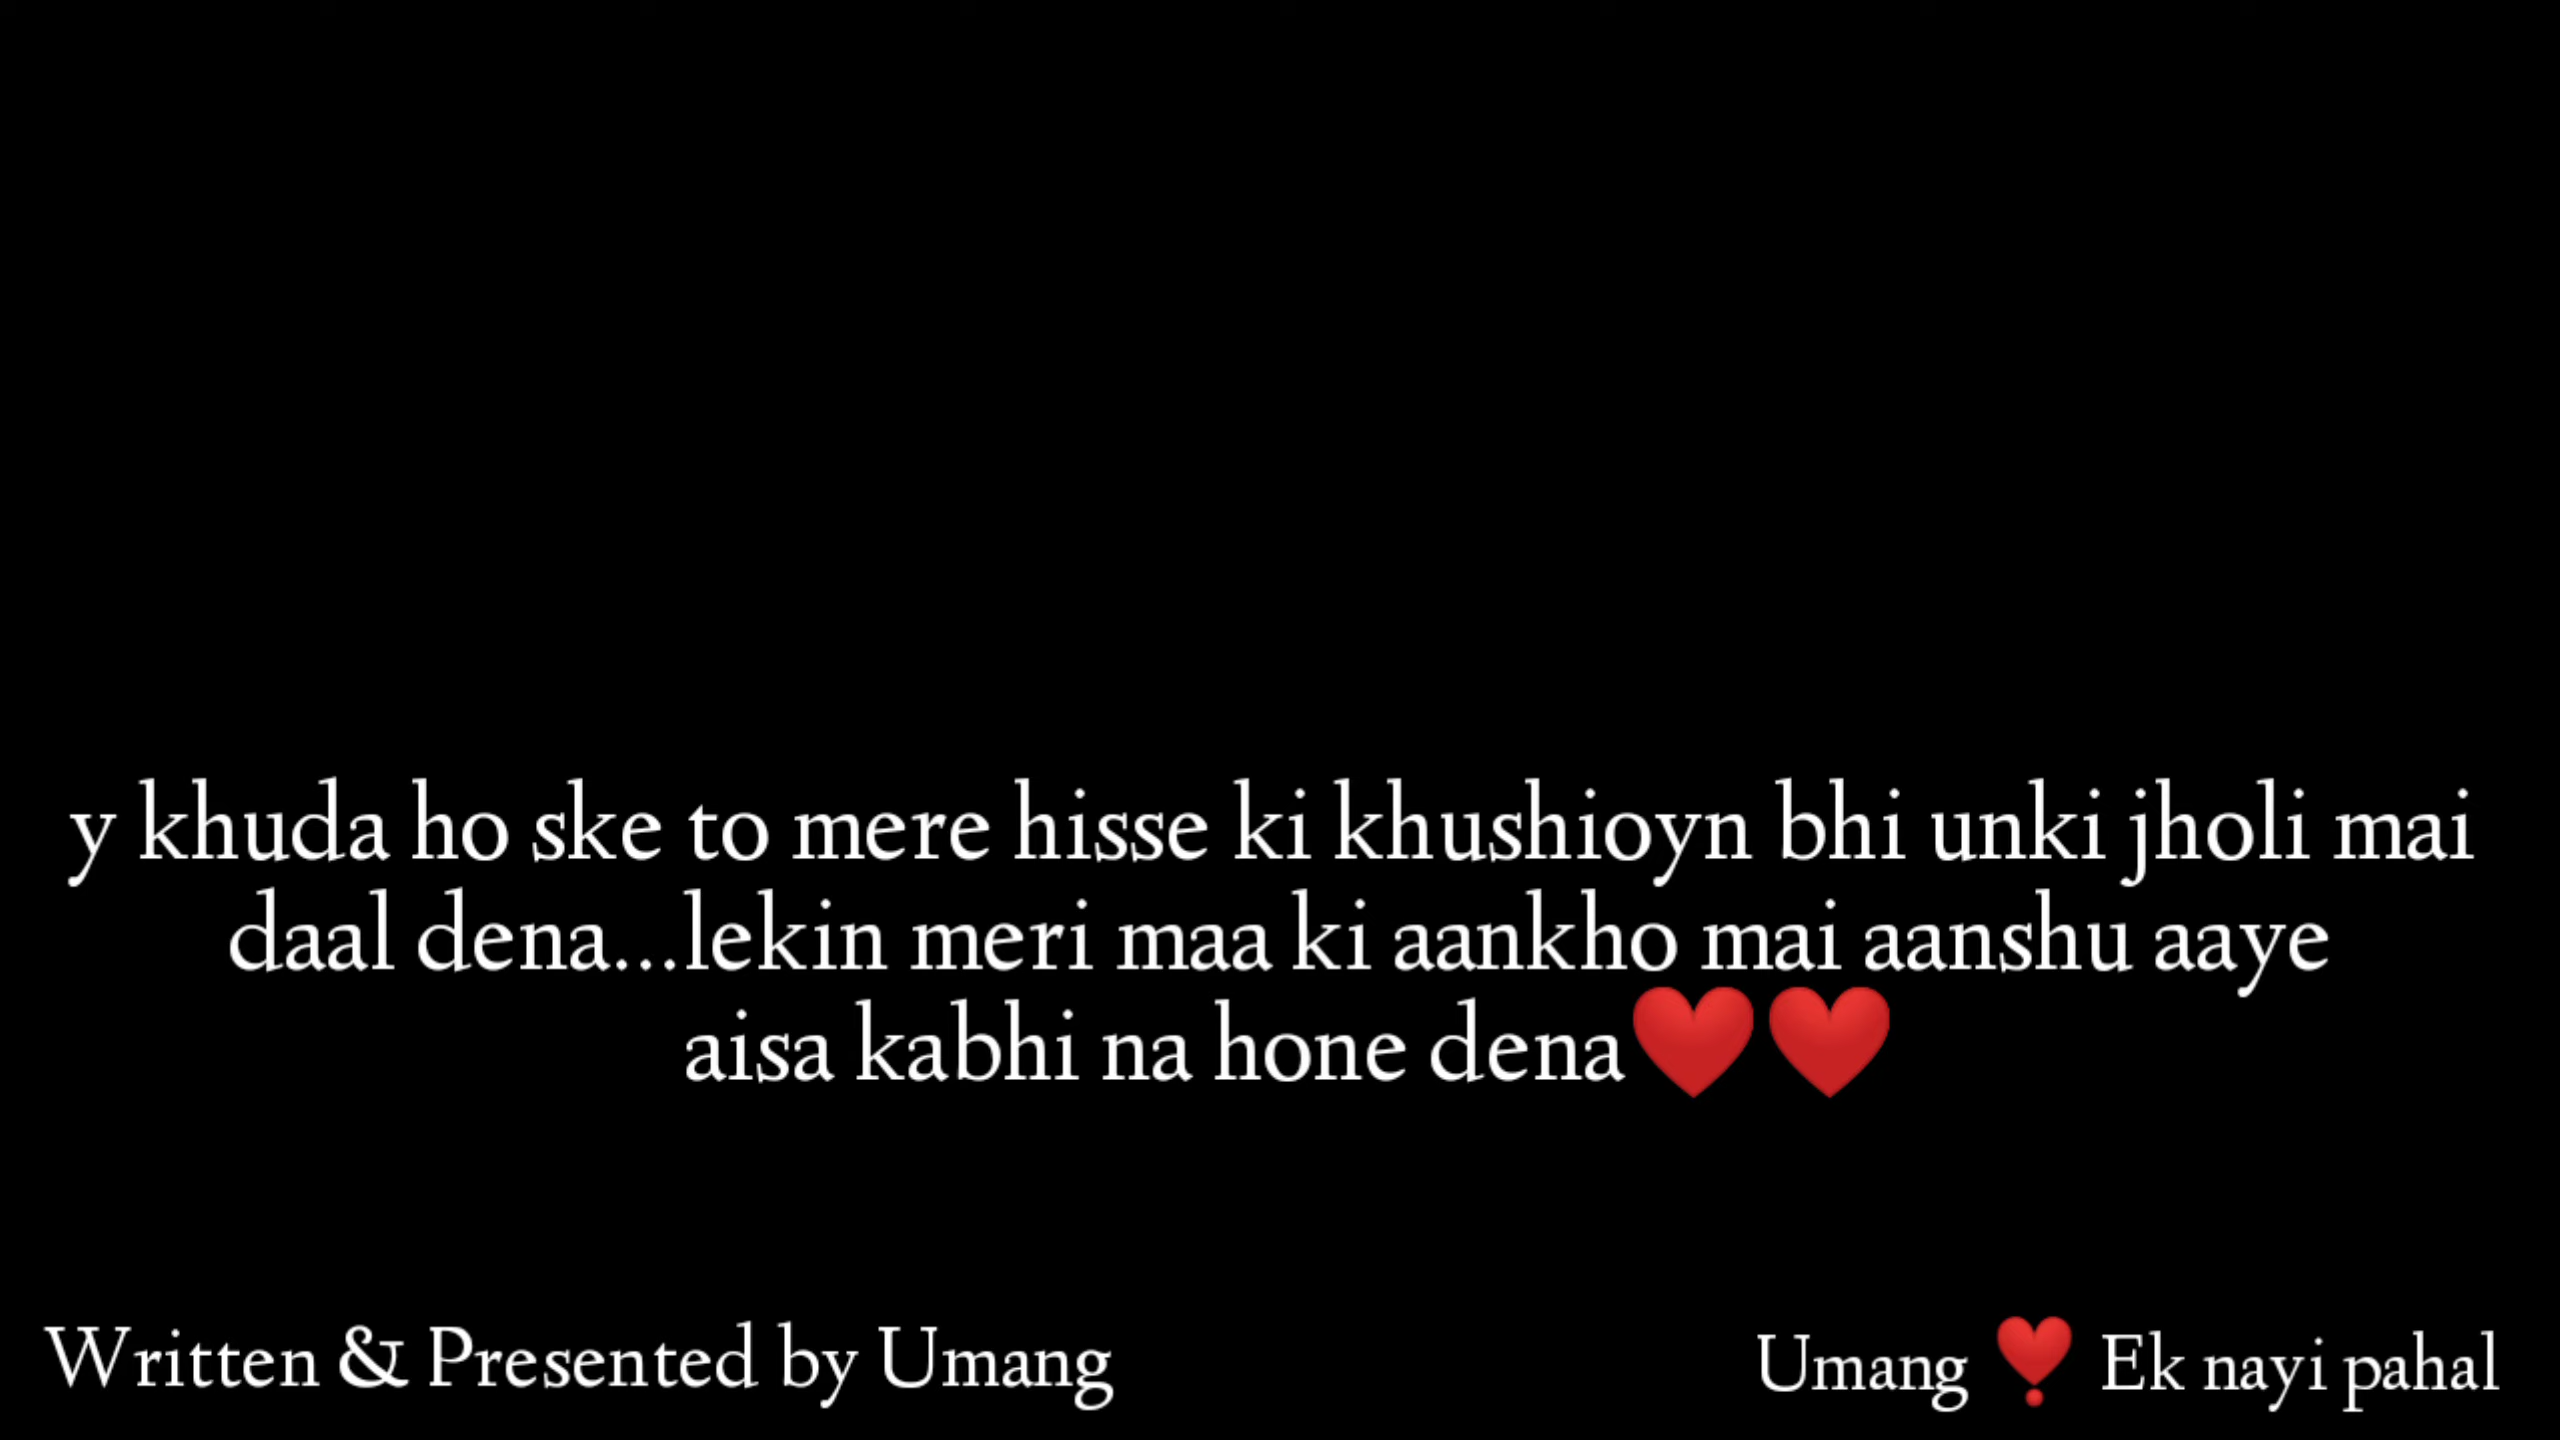 y khuda ho ske to mere hisse ki khushioyn bhi unki jholi mai
daal dena...lekin meri maa ki aankho mai aanshu aaye
aisa kabhi na hone dena❤️❤️
Written & Presented by Umang
Umang ❣️ Ek nayi pahal